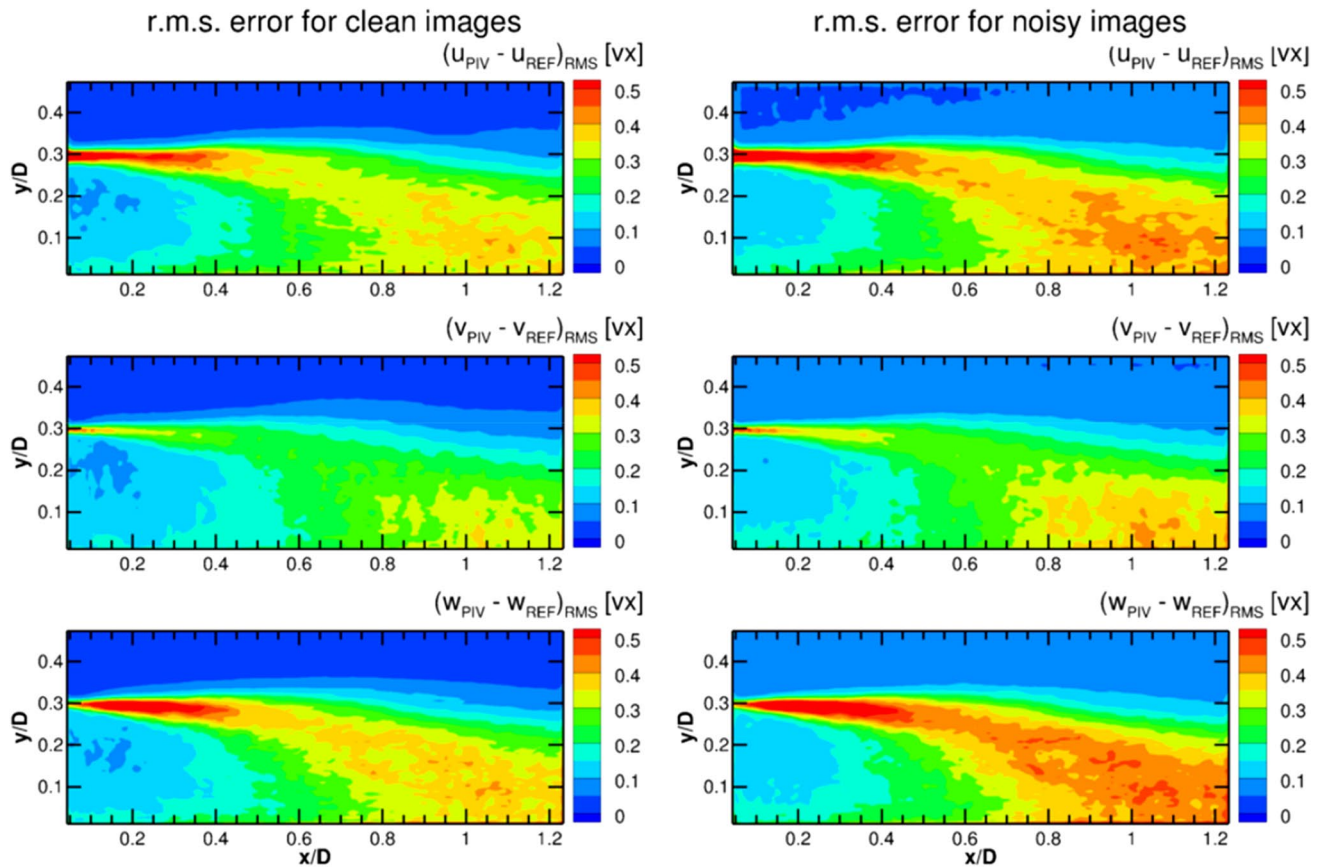 r.m.s. error for clean images
r.m.s. error for noisy images
(u_PIV - u_REF)_RMS [vx]
0.4
0.3
0.2
0.1
y/D
0.2 0.4 0.6 0.8 1 1.2
0.5
0.4
0.3
0.2
0.1
0
(u_PIV - u_REF)_RMS [vx]
0.4
0.3
0.2
0.1
y/D
0.2 0.4 0.6 0.8 1 1.2
0.5
0.4
0.3
0.2
0.1
0
(v_PIV - v_REF)_RMS [vx]
0.4
0.3
0.2
0.1
y/D
0.2 0.4 0.6 0.8 1 1.2
0.5
0.4
0.3
0.2
0.1
0
(v_PIV - v_REF)_RMS [vx]
0.4
0.3
0.2
0.1
y/D
0.2 0.4 0.6 0.8 1 1.2
0.5
0.4
0.3
0.2
0.1
0
(w_PIV - w_REF)_RMS [vx]
0.4
0.3
0.2
0.1
y/D
0.2 0.4 0.6 0.8 1 1.2
x/D
0.5
0.4
0.3
0.2
0.1
0
(w_PIV - w_REF)_RMS [vx]
0.4
0.3
0.2
0.1
y/D
0.2 0.4 0.6 0.8 1 1.2
x/D
0.5
0.4
0.3
0.2
0.1
0